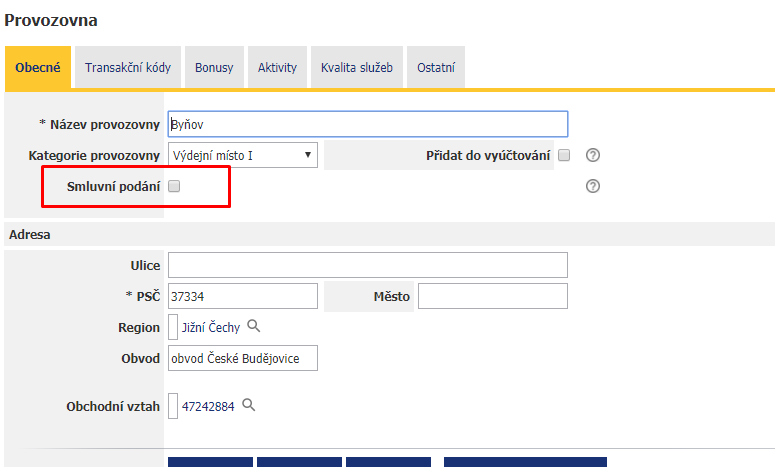 Provozovna
Obecné Transakční kódy Bonusy Aktivity Kvalita služeb Ostatní
* Název provozovny Byňov
Kategorie provozovny Výdejní místo I Přidat do vyúčtování ?
Smluvní podání ?
Adresa
Ulice
* PSČ 37334 Město
Region Jižní Čechy
Obvod obvod České Budějovice
Obchodní vztah 47242884